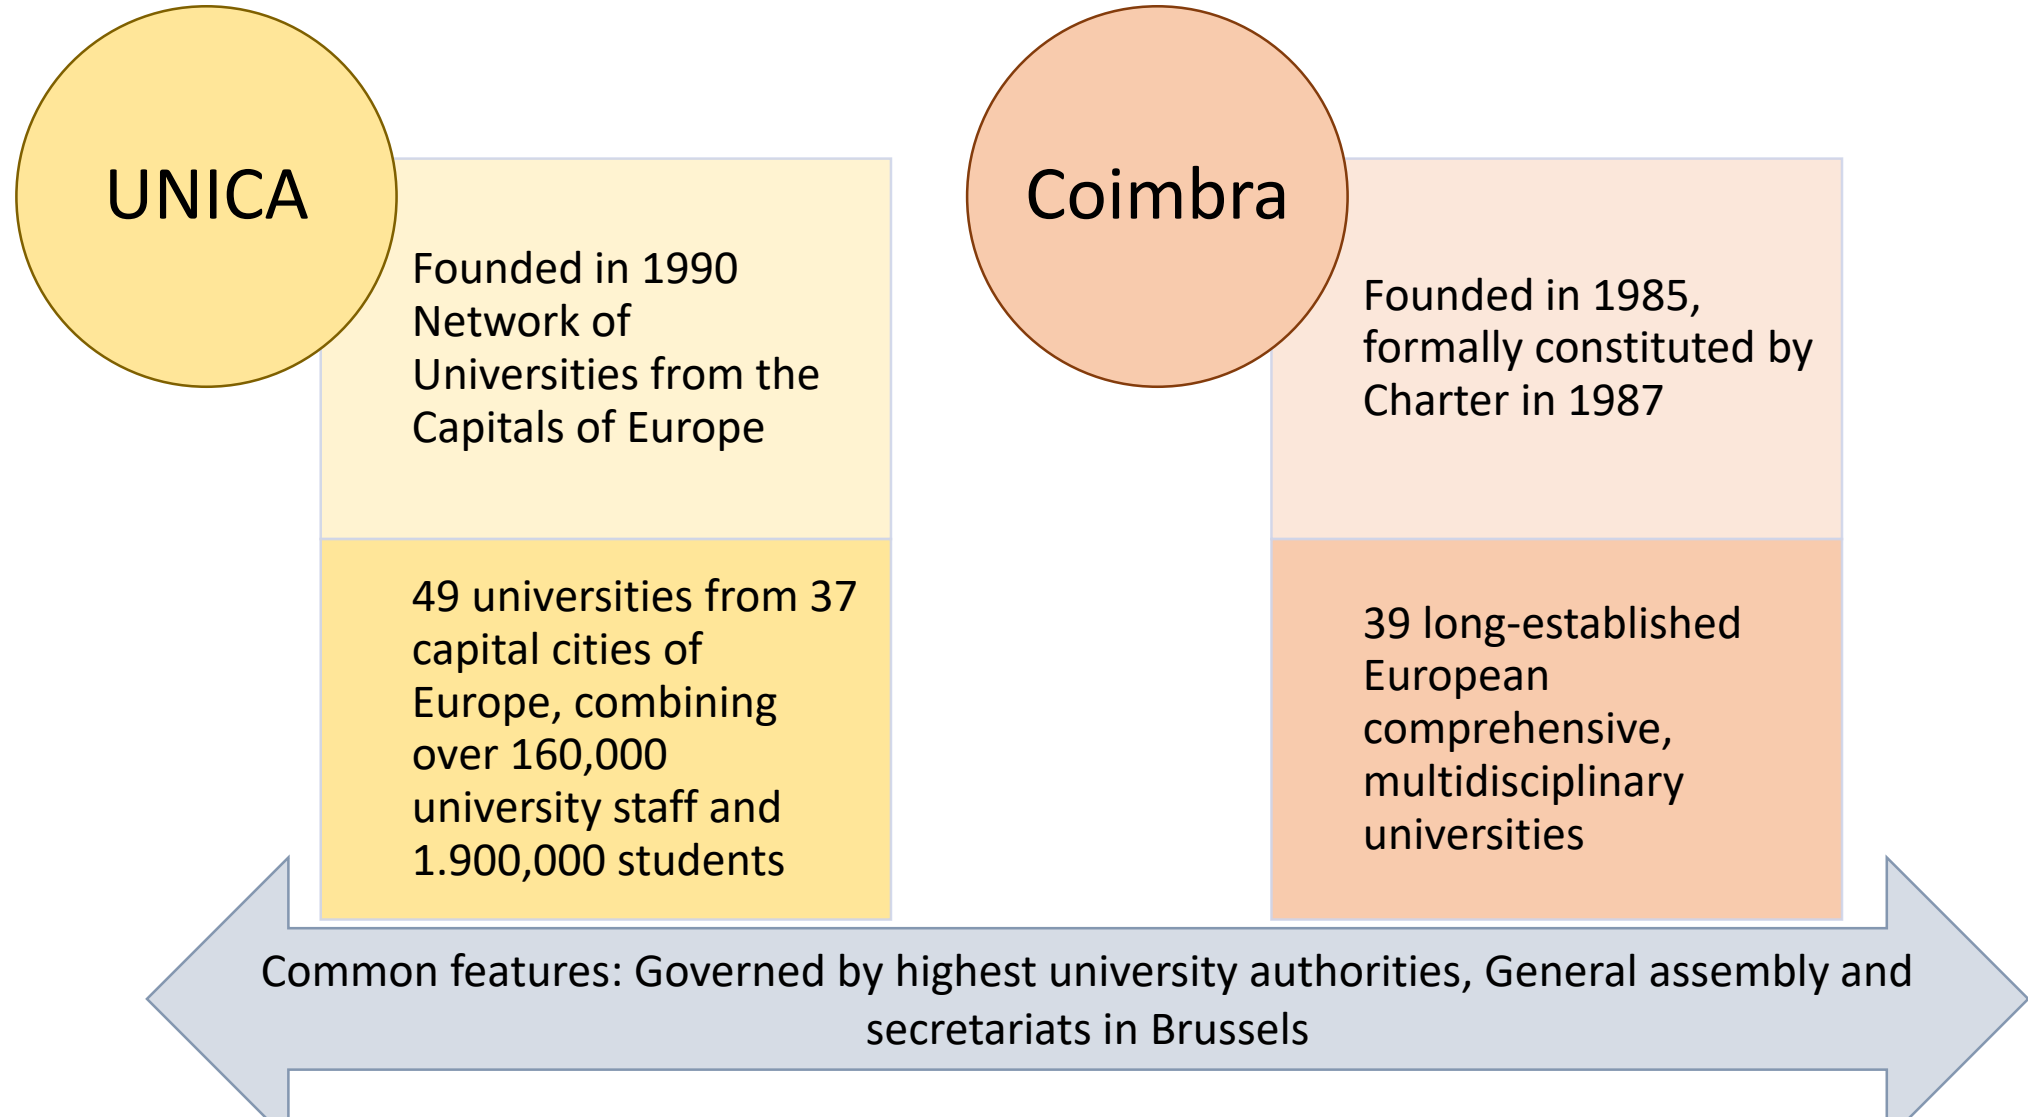 UNICA
Founded in 1990
Network of
Universities from the
Capitals of Europe
49 universities from 37
capital cities of
Europe, combining
over 160,000
university staff and
1.900,000 students
Coimbra
Founded in 1985,
formally constituted by
Charter in 1987
39 long-established
European
comprehensive,
multidisciplinary
universities
Common features: Governed by highest university authorities, General assembly and
secretariats in Brussels